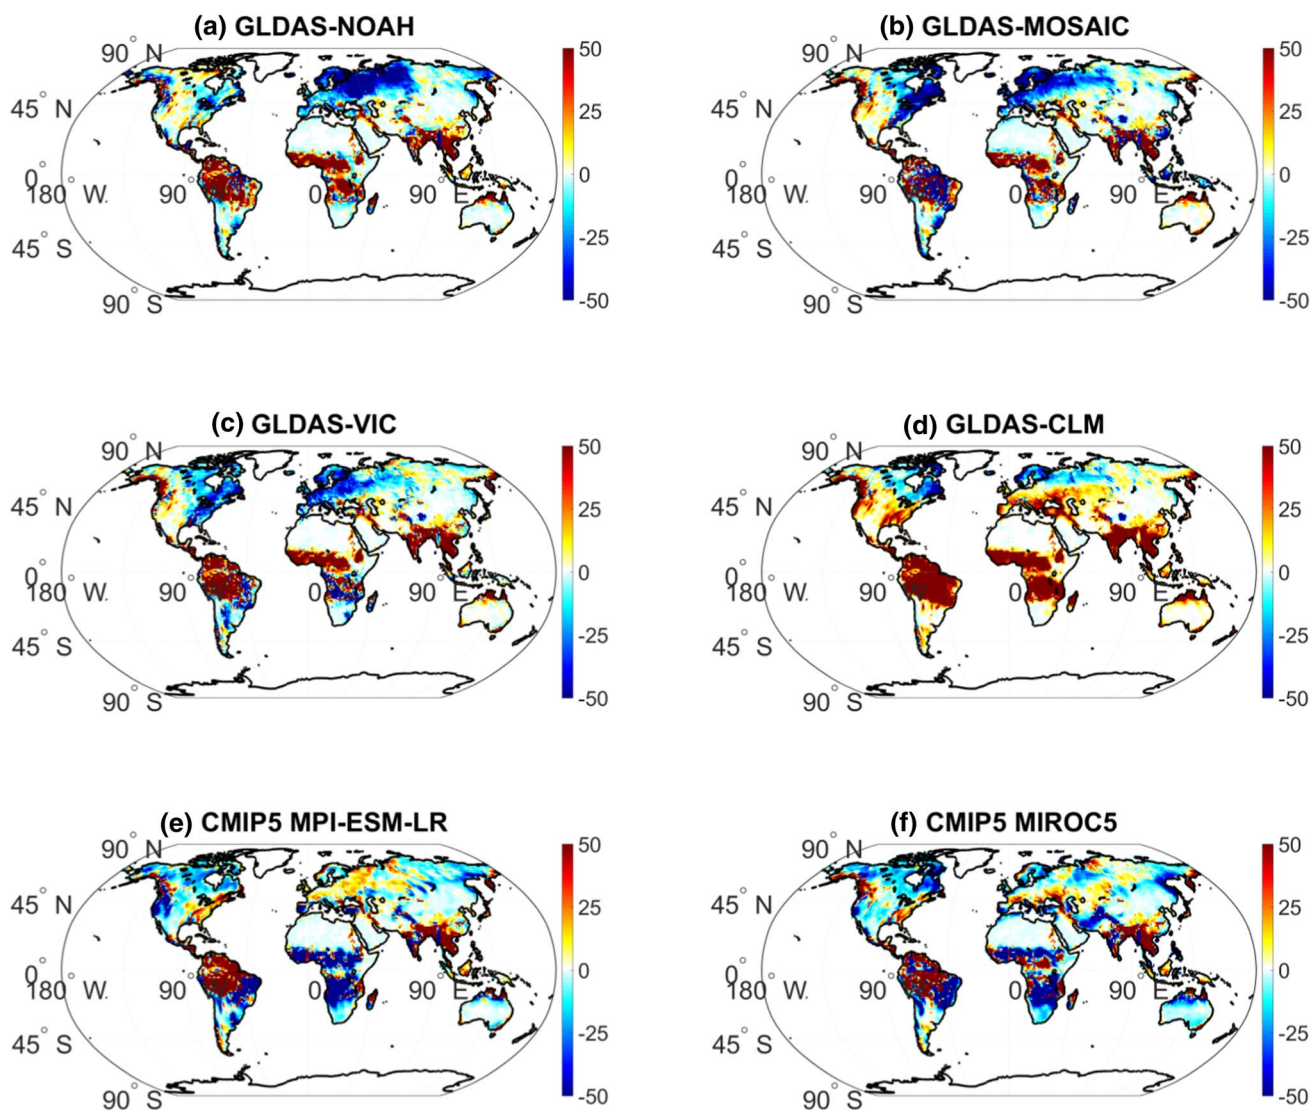 (a) GLDAS-NOAH
90° N
45° N
0°
180° W.
90°
0°
90° E
45° S
90° S
50
25
0
-25
-50
(b) GLDAS-MOSAIC
90° N
45° N
0°
180° W.
90°
0°
90° E
45° S
90° S
50
25
0
-25
-50
(c) GLDAS-VIC
90° N
45° N
0°
180° W.
90°
0°
90° E
45° S
90° S
50
25
0
-25
-50
(d) GLDAS-CLM
90° N
45° N
0°
180° W.
90°
0°
90° E
45° S
90° S
50
25
0
-25
-50
(e) CMIP5 MPI-ESM-LR
90° N
45° N
0°
180° W.
90°
0°
90° E
45° S
90° S
50
25
0
-25
-50
(f) CMIP5 MIROC5
90° N
45° N
0°
180° W.
90°
0°
90° E
45° S
90° S
50
25
0
-25
-50